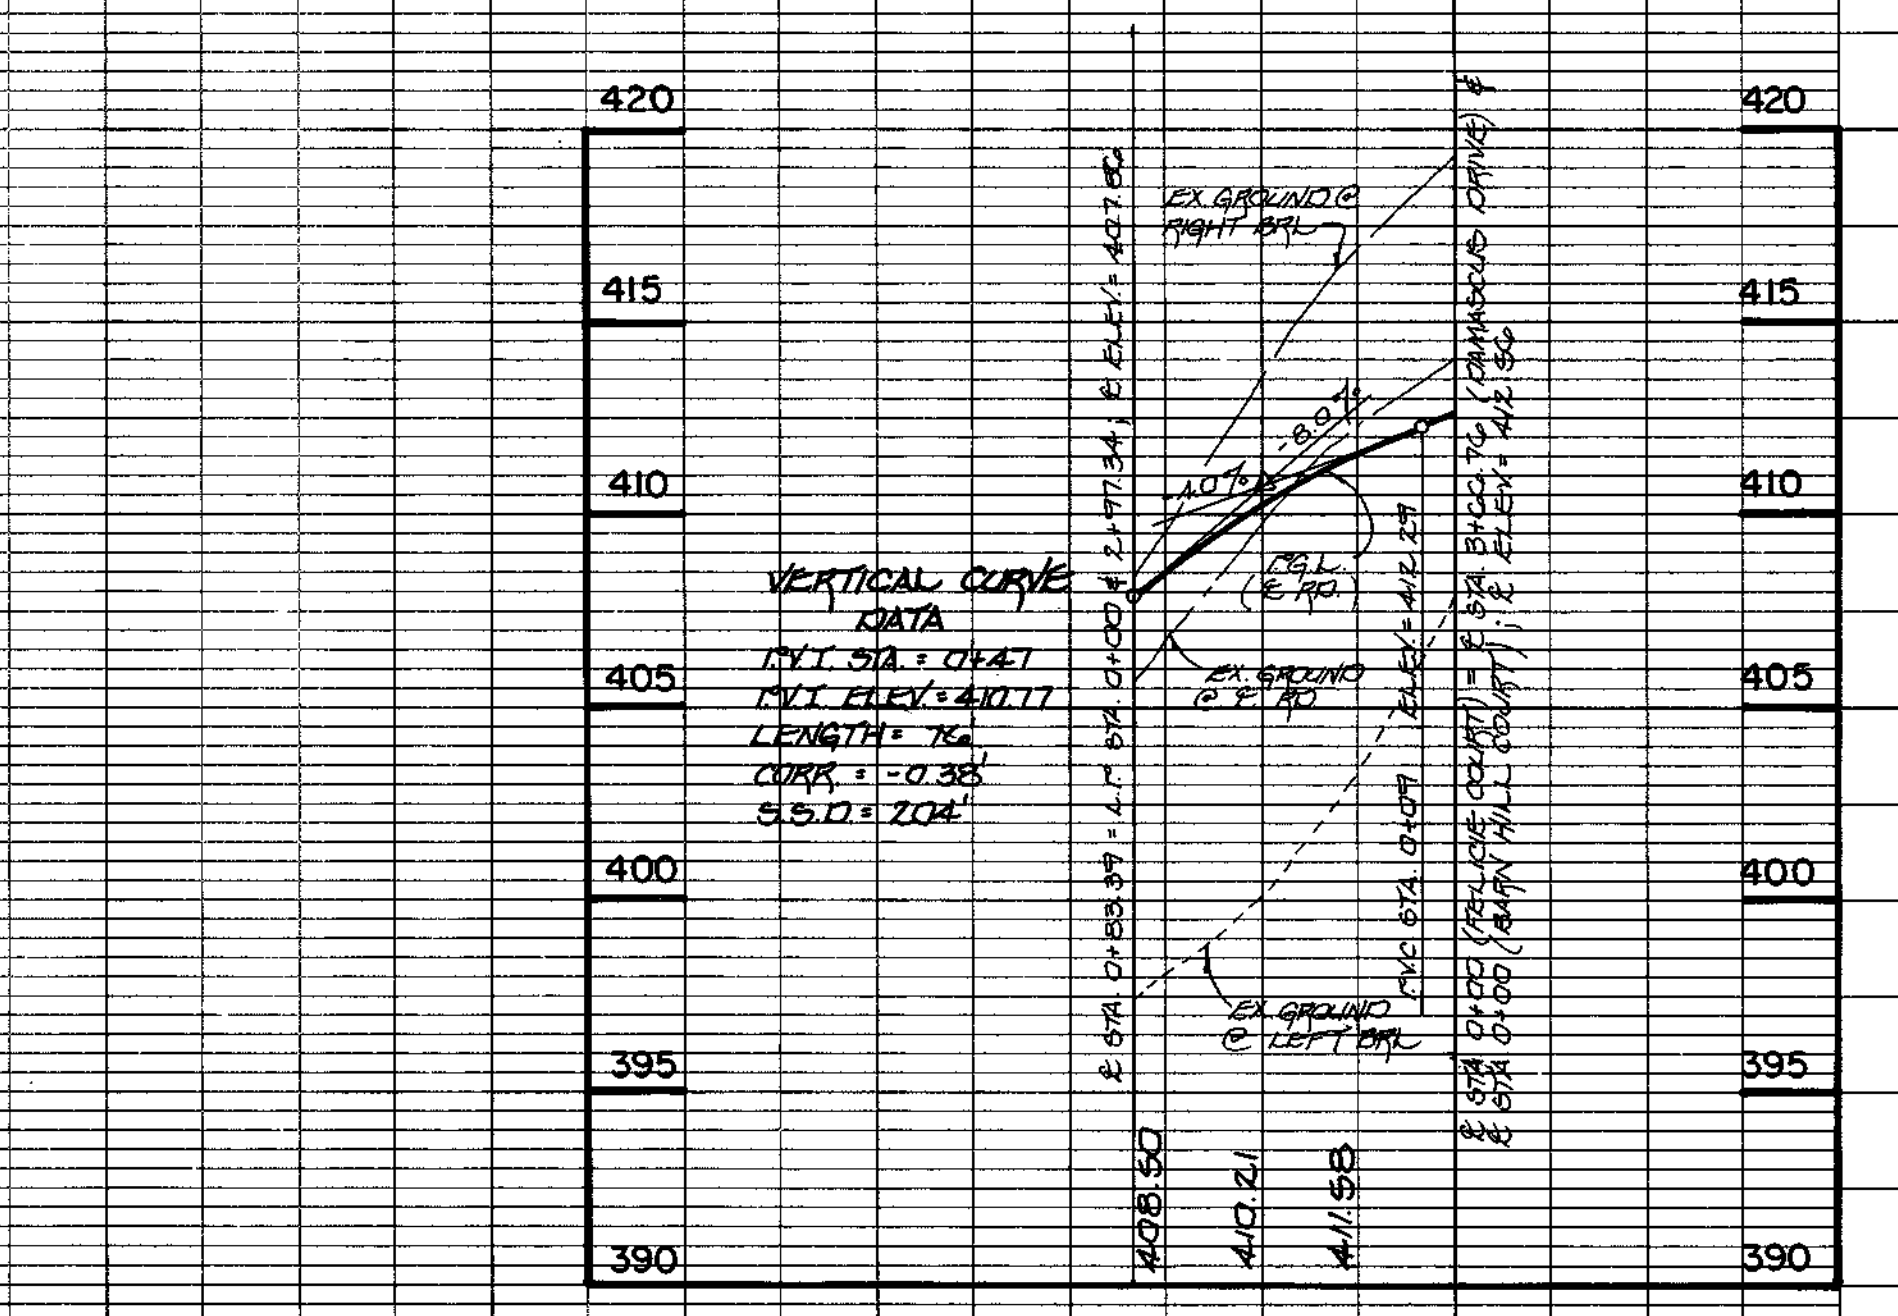 420
415
410
405
400
395
390
VERTICAL CURVE
DATA
P.V.I. STA. = 0+47
P.V.I. ELEV. = 410.77
LENGTH = 76'
CORR. = -0.38'
S.S.D. = 204'
℄ STA. 0+83.39 = L.P. STA. 0+00 & 2+97.34; ℄ ELEV. = 407.86
EX. GROUND @
RIGHT BRL
-8.0%
-4.0%
P.G.L.
(℄ RD.)
EX. GROUND
@ ℄ RD.
EX. GROUND
@ LEFT BRL
P.V.C. STA. 0+09 ELEV. = 412.29
℄ STA. 0+00 (FELICIE COURT) = ℄ STA. 3+66.76 (DAMASCUS DRIVE) &
℄ STA. 0+00 (BARN HILL COURT); ℄ ELEV. = 412.56
408.50
410.21
411.58
420
415
410
405
400
395
390